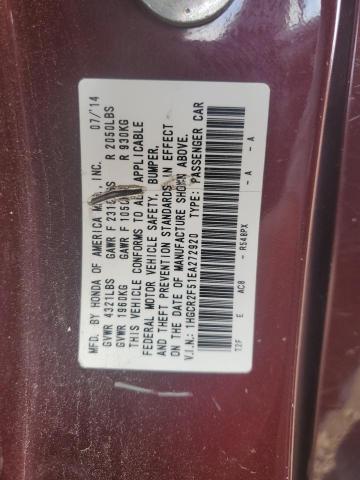 MFD. BY HONDA OF AMERICA MFG., INC. 07/'14
GVWR 4321LBS GAWR F 2310LBS R 2050LBS
GVWR 1960KG GAWR F 1050KG R 930KG
THIS VEHICLE CONFORMS TO ALL APPLICABLE
FEDERAL MOTOR VEHICLE SAFETY, BUMPER,
AND THEFT PREVENTION STANDARDS IN EFFECT
ON THE DATE OF MANUFACTURE SHOWN ABOVE.
V.I.N.: 1HGCR2F51EA272920 TYPE: PASSENGER CAR
T2F E AC8 - R548PX - A - A